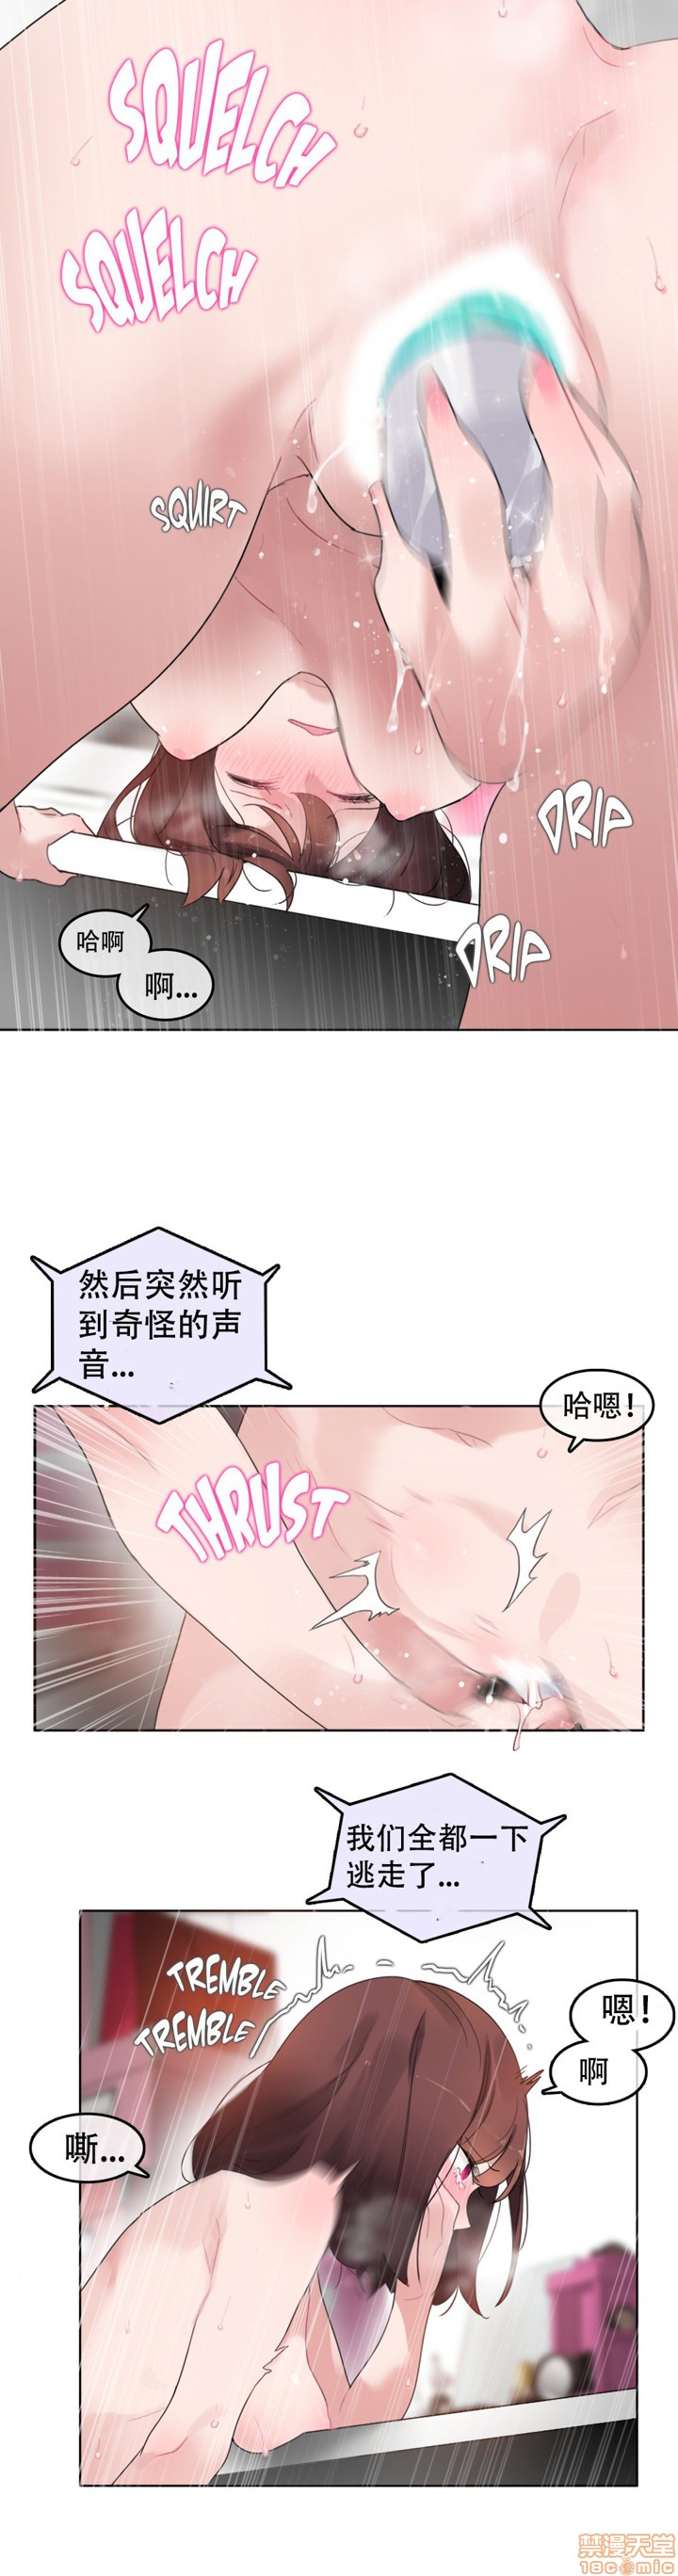 SQUELCH
SQUELCH
SQUIRT
DRIP
DRIP
哈啊
啊...
然后突然听
到奇怪的声
音...
哈嗯!
THRUST
我们全都一下
逃走了...
TREMBLE
TREMBLE
嗯!
啊
嘶...
禁漫天堂
18comic